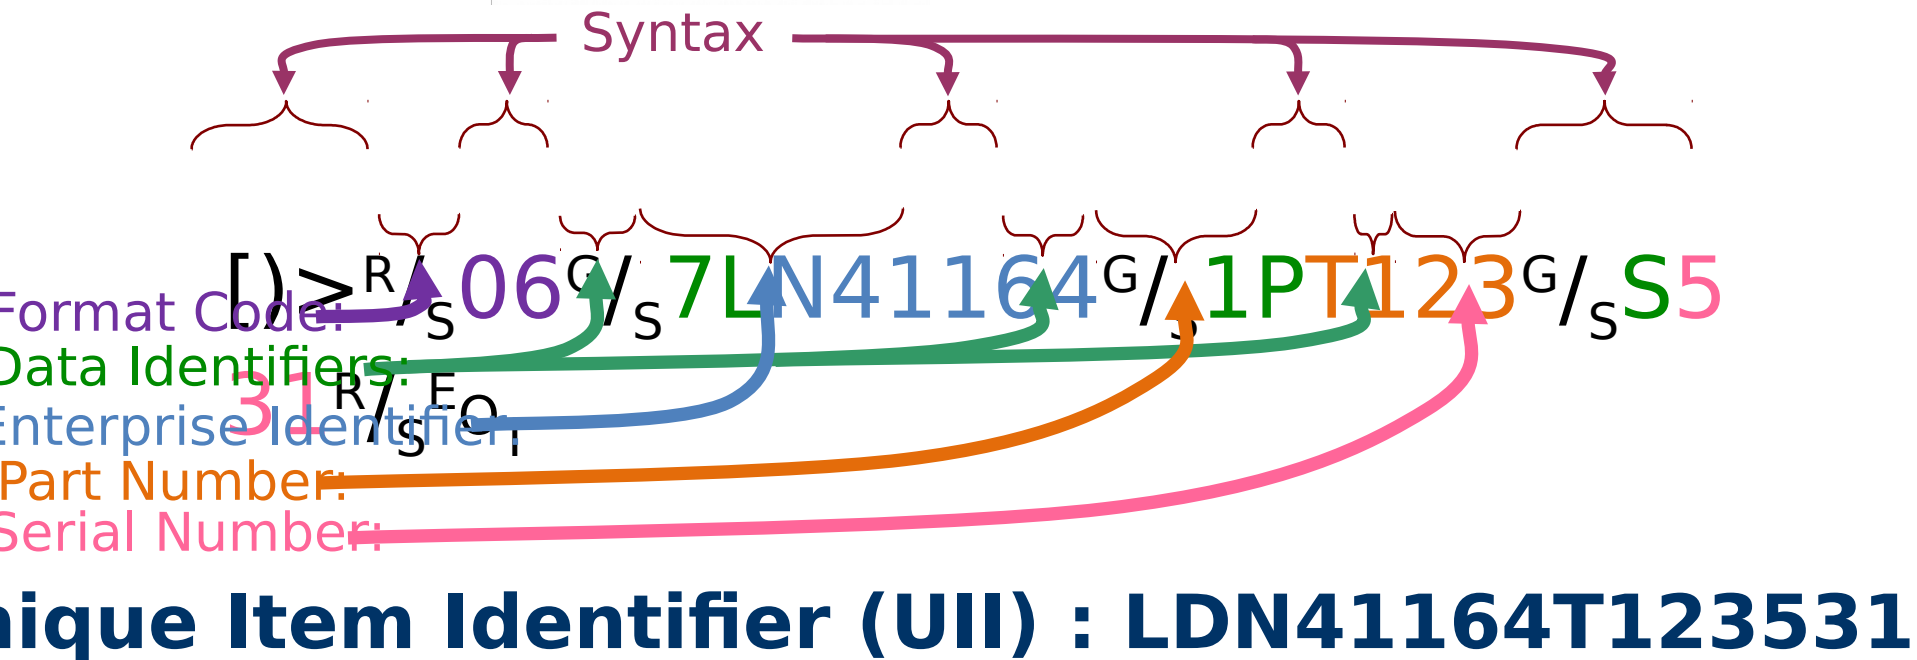 Syntax
[)>R/S06G/S7LN41164G/S1PT123G/SS5
31R/SEOT
Format Code:
Data Identifiers:
Enterprise Identifier:
Part Number:
Serial Number:
nique Item Identifier (UII) : LDN41164T123531